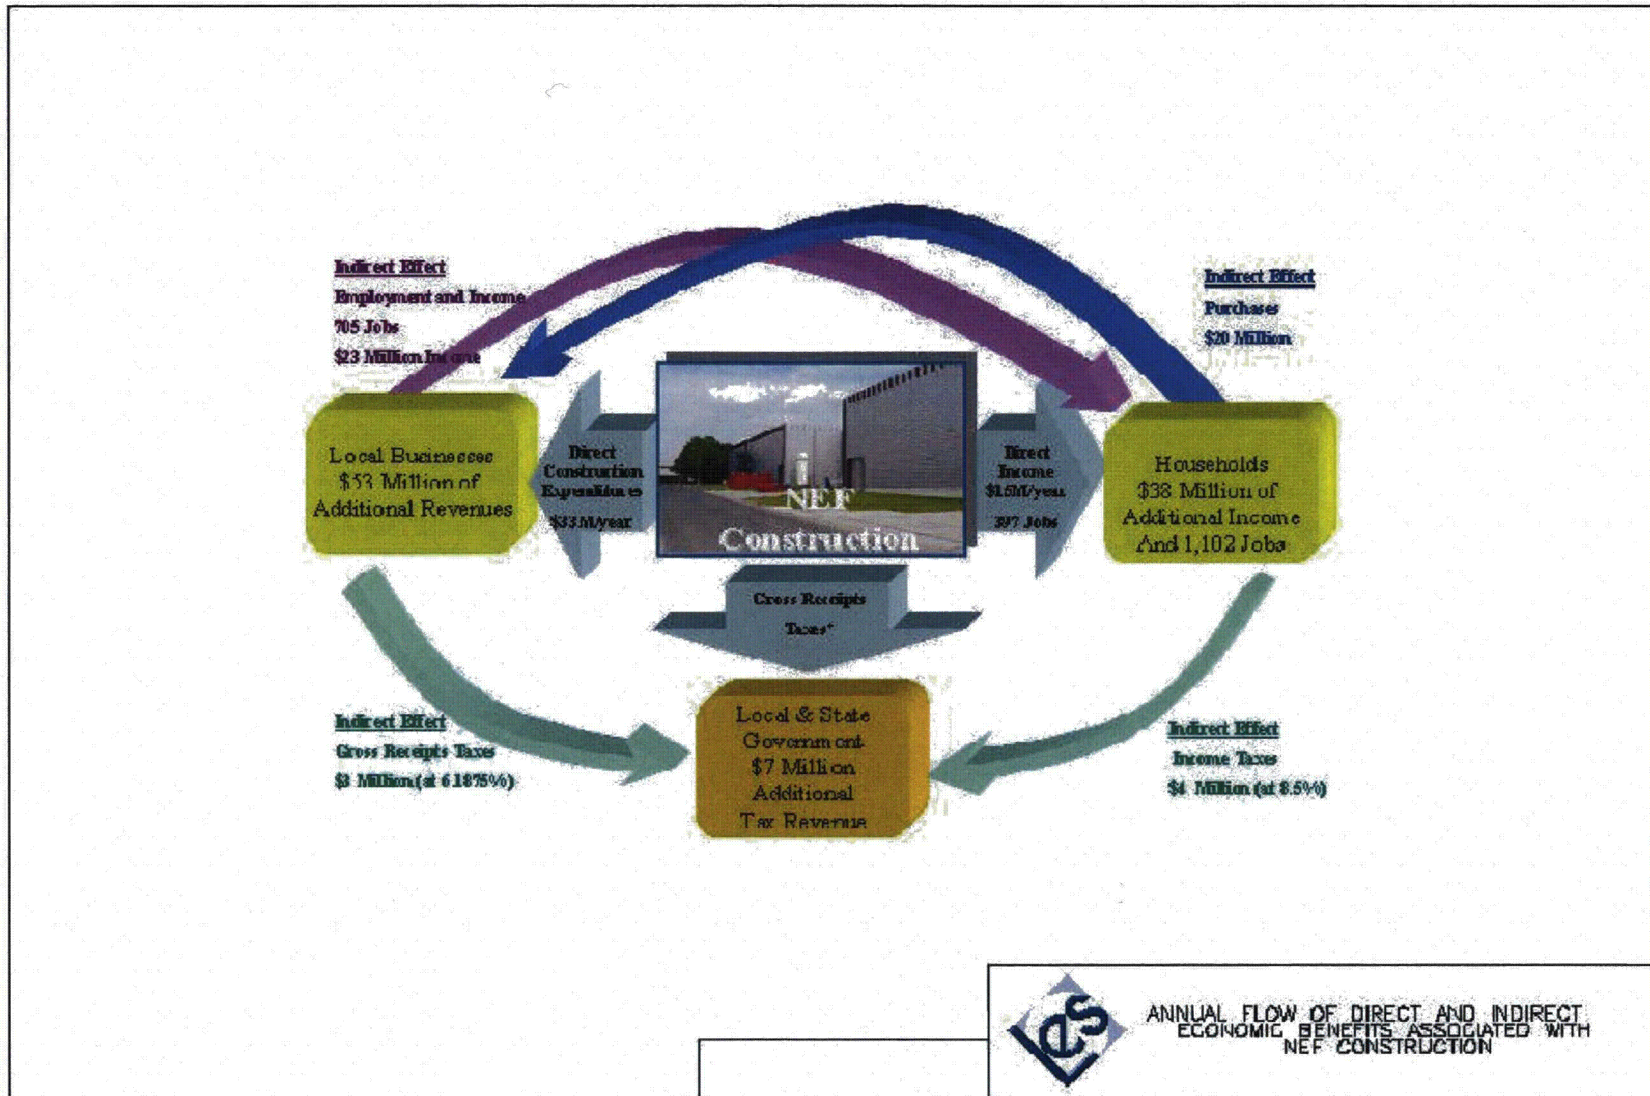 Indirect Effect
Employment and Income
705 Jobs
$23 Million Income
Indirect Effect
Purchases
$20 Million
Local Businesses
$53 Million of
Additional Revenues
Direct
Construction
Expenditures
$33 M/year
NEF
Construction
Direct
Income
$15M/year
397 Jobs
Households
$38 Million of
Additional Income
And 1,102 Jobs
Gross Receipts
Taxes*
Indirect Effect
Gross Receipts Taxes
$3 Million (at 6.1875%)
Local & State
Government
$7 Million
Additional
Tax Revenue
Indirect Effect
Income Taxes
$4 Million (at 8.5%)
LES
ANNUAL FLOW OF DIRECT AND INDIRECT
ECONOMIC BENEFITS ASSOCIATED WITH
NEF CONSTRUCTION